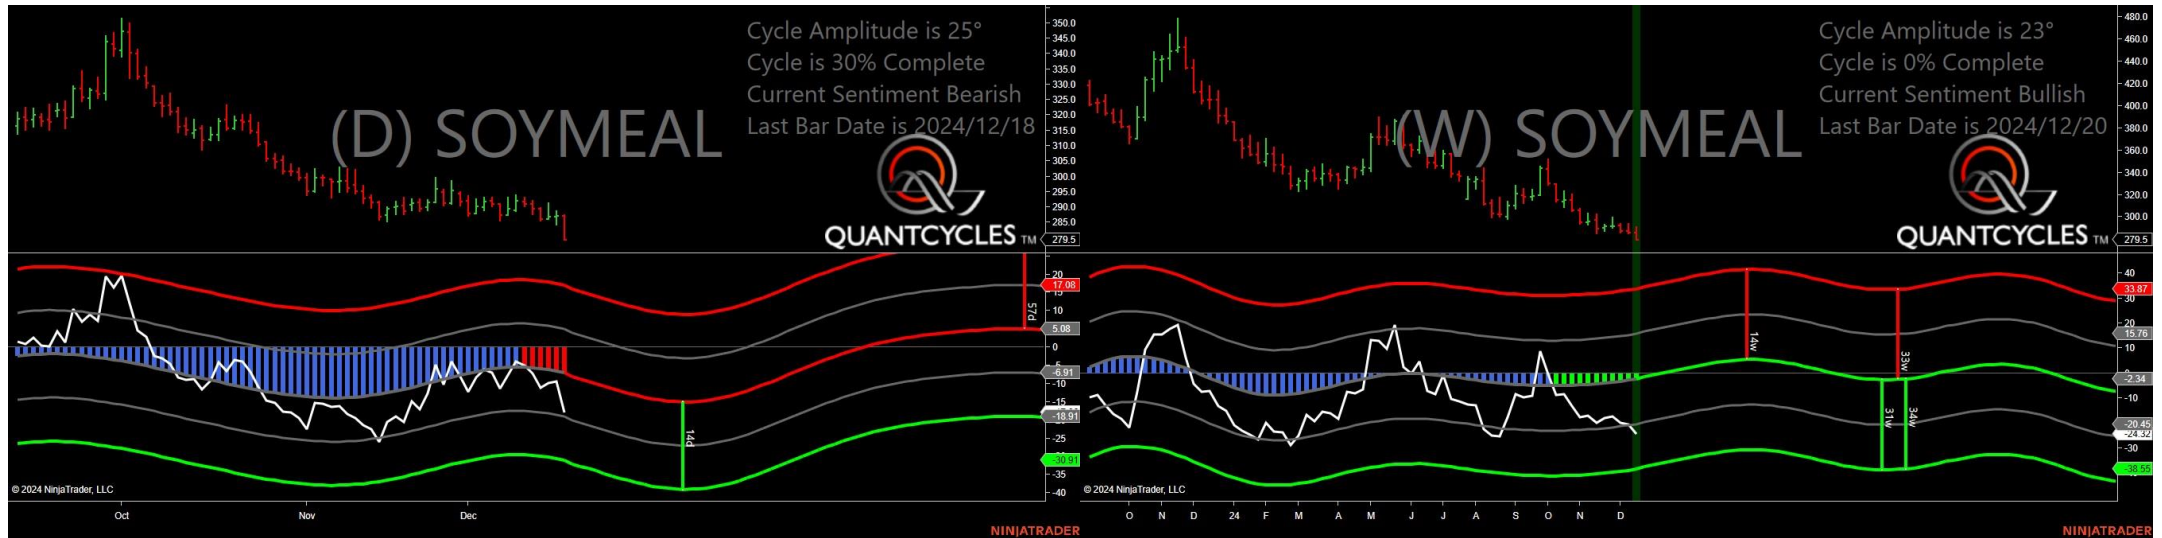 Cycle Amplitude is 25°
Cycle is 30% Complete
Current Sentiment Bearish
Last Bar Date is 2024/12/18
(D) SOYMEAL
QUANTCYCLES TM
350.0
345.0
340.0
335.0
330.0
325.0
320.0
315.0
310.0
305.0
300.0
295.0
290.0
285.0
279.5
20
17.08
15
10
5.08
0
-5
-6.91
-10
-15
-18.91
-25
-30.91
-35
-40
57d
14d
© 2024 NinjaTrader, LLC
Oct Nov Dec
NINJATRADER
Cycle Amplitude is 23°
Cycle is 0% Complete
Current Sentiment Bullish
Last Bar Date is 2024/12/20
(W) SOYMEAL
QUANTCYCLES TM
480.0
460.0
440.0
420.0
400.0
380.0
360.0
340.0
320.0
300.0
279.5
40
33.87
30
20
15.76
10
0
-2.34
-10
-20.45
-24.32
-30
-38.55
14w
33w
31w
34w
© 2024 NinjaTrader, LLC
O N D 24 F M A M J J A S O N D
NINJATRADER